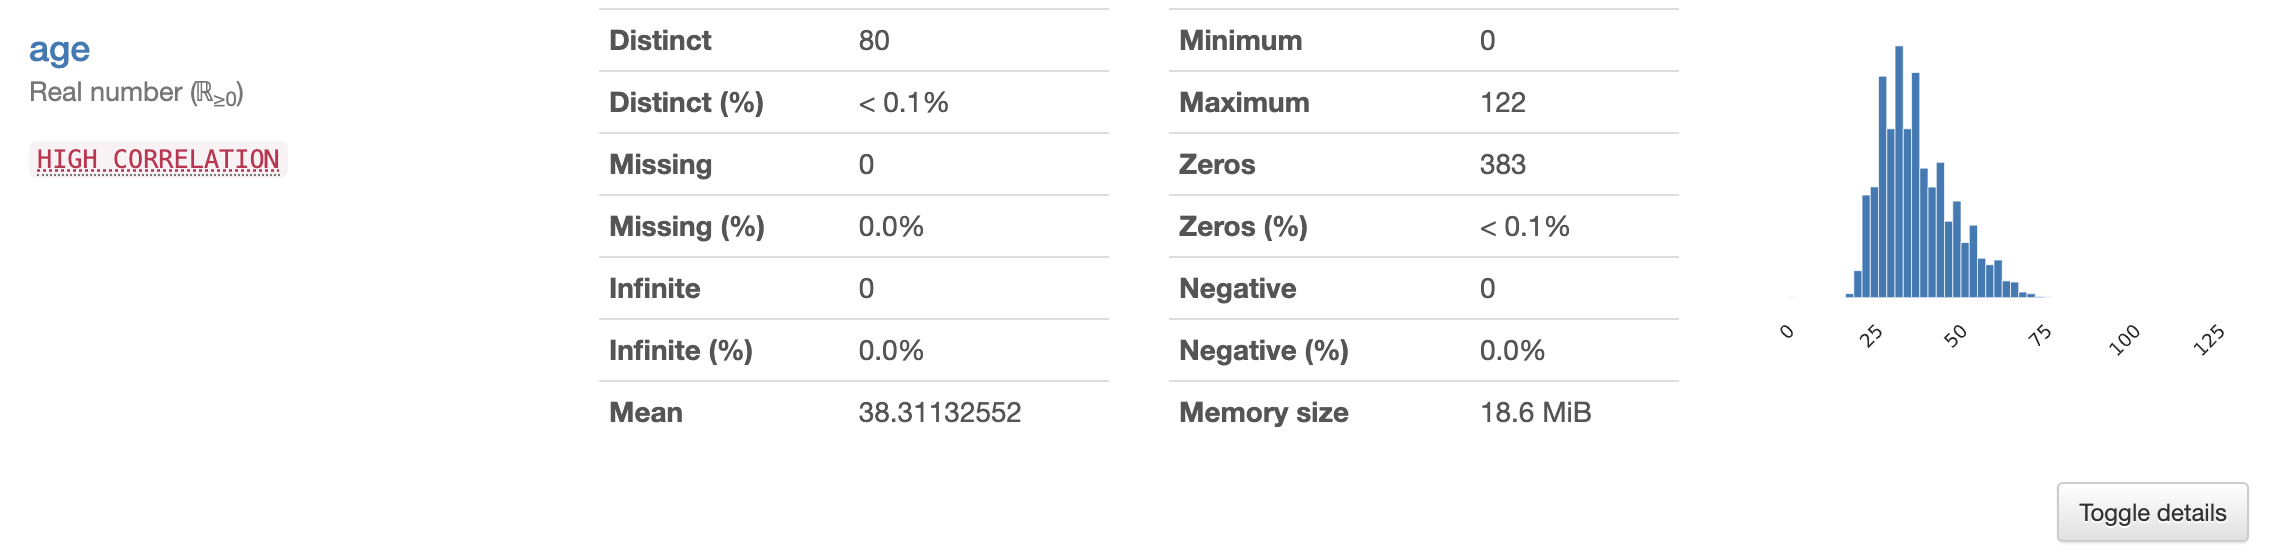 age
Real number (ℝ≥0)
HIGH CORRELATION
Distinct 80
Distinct (%) < 0.1%
Missing 0
Missing (%) 0.0%
Infinite 0
Infinite (%) 0.0%
Mean 38.31132552
Minimum 0
Maximum 122
Zeros 383
Zeros (%) < 0.1%
Negative 0
Negative (%) 0.0%
Memory size 18.6 MiB
0 25 50 75 100 125
Toggle details